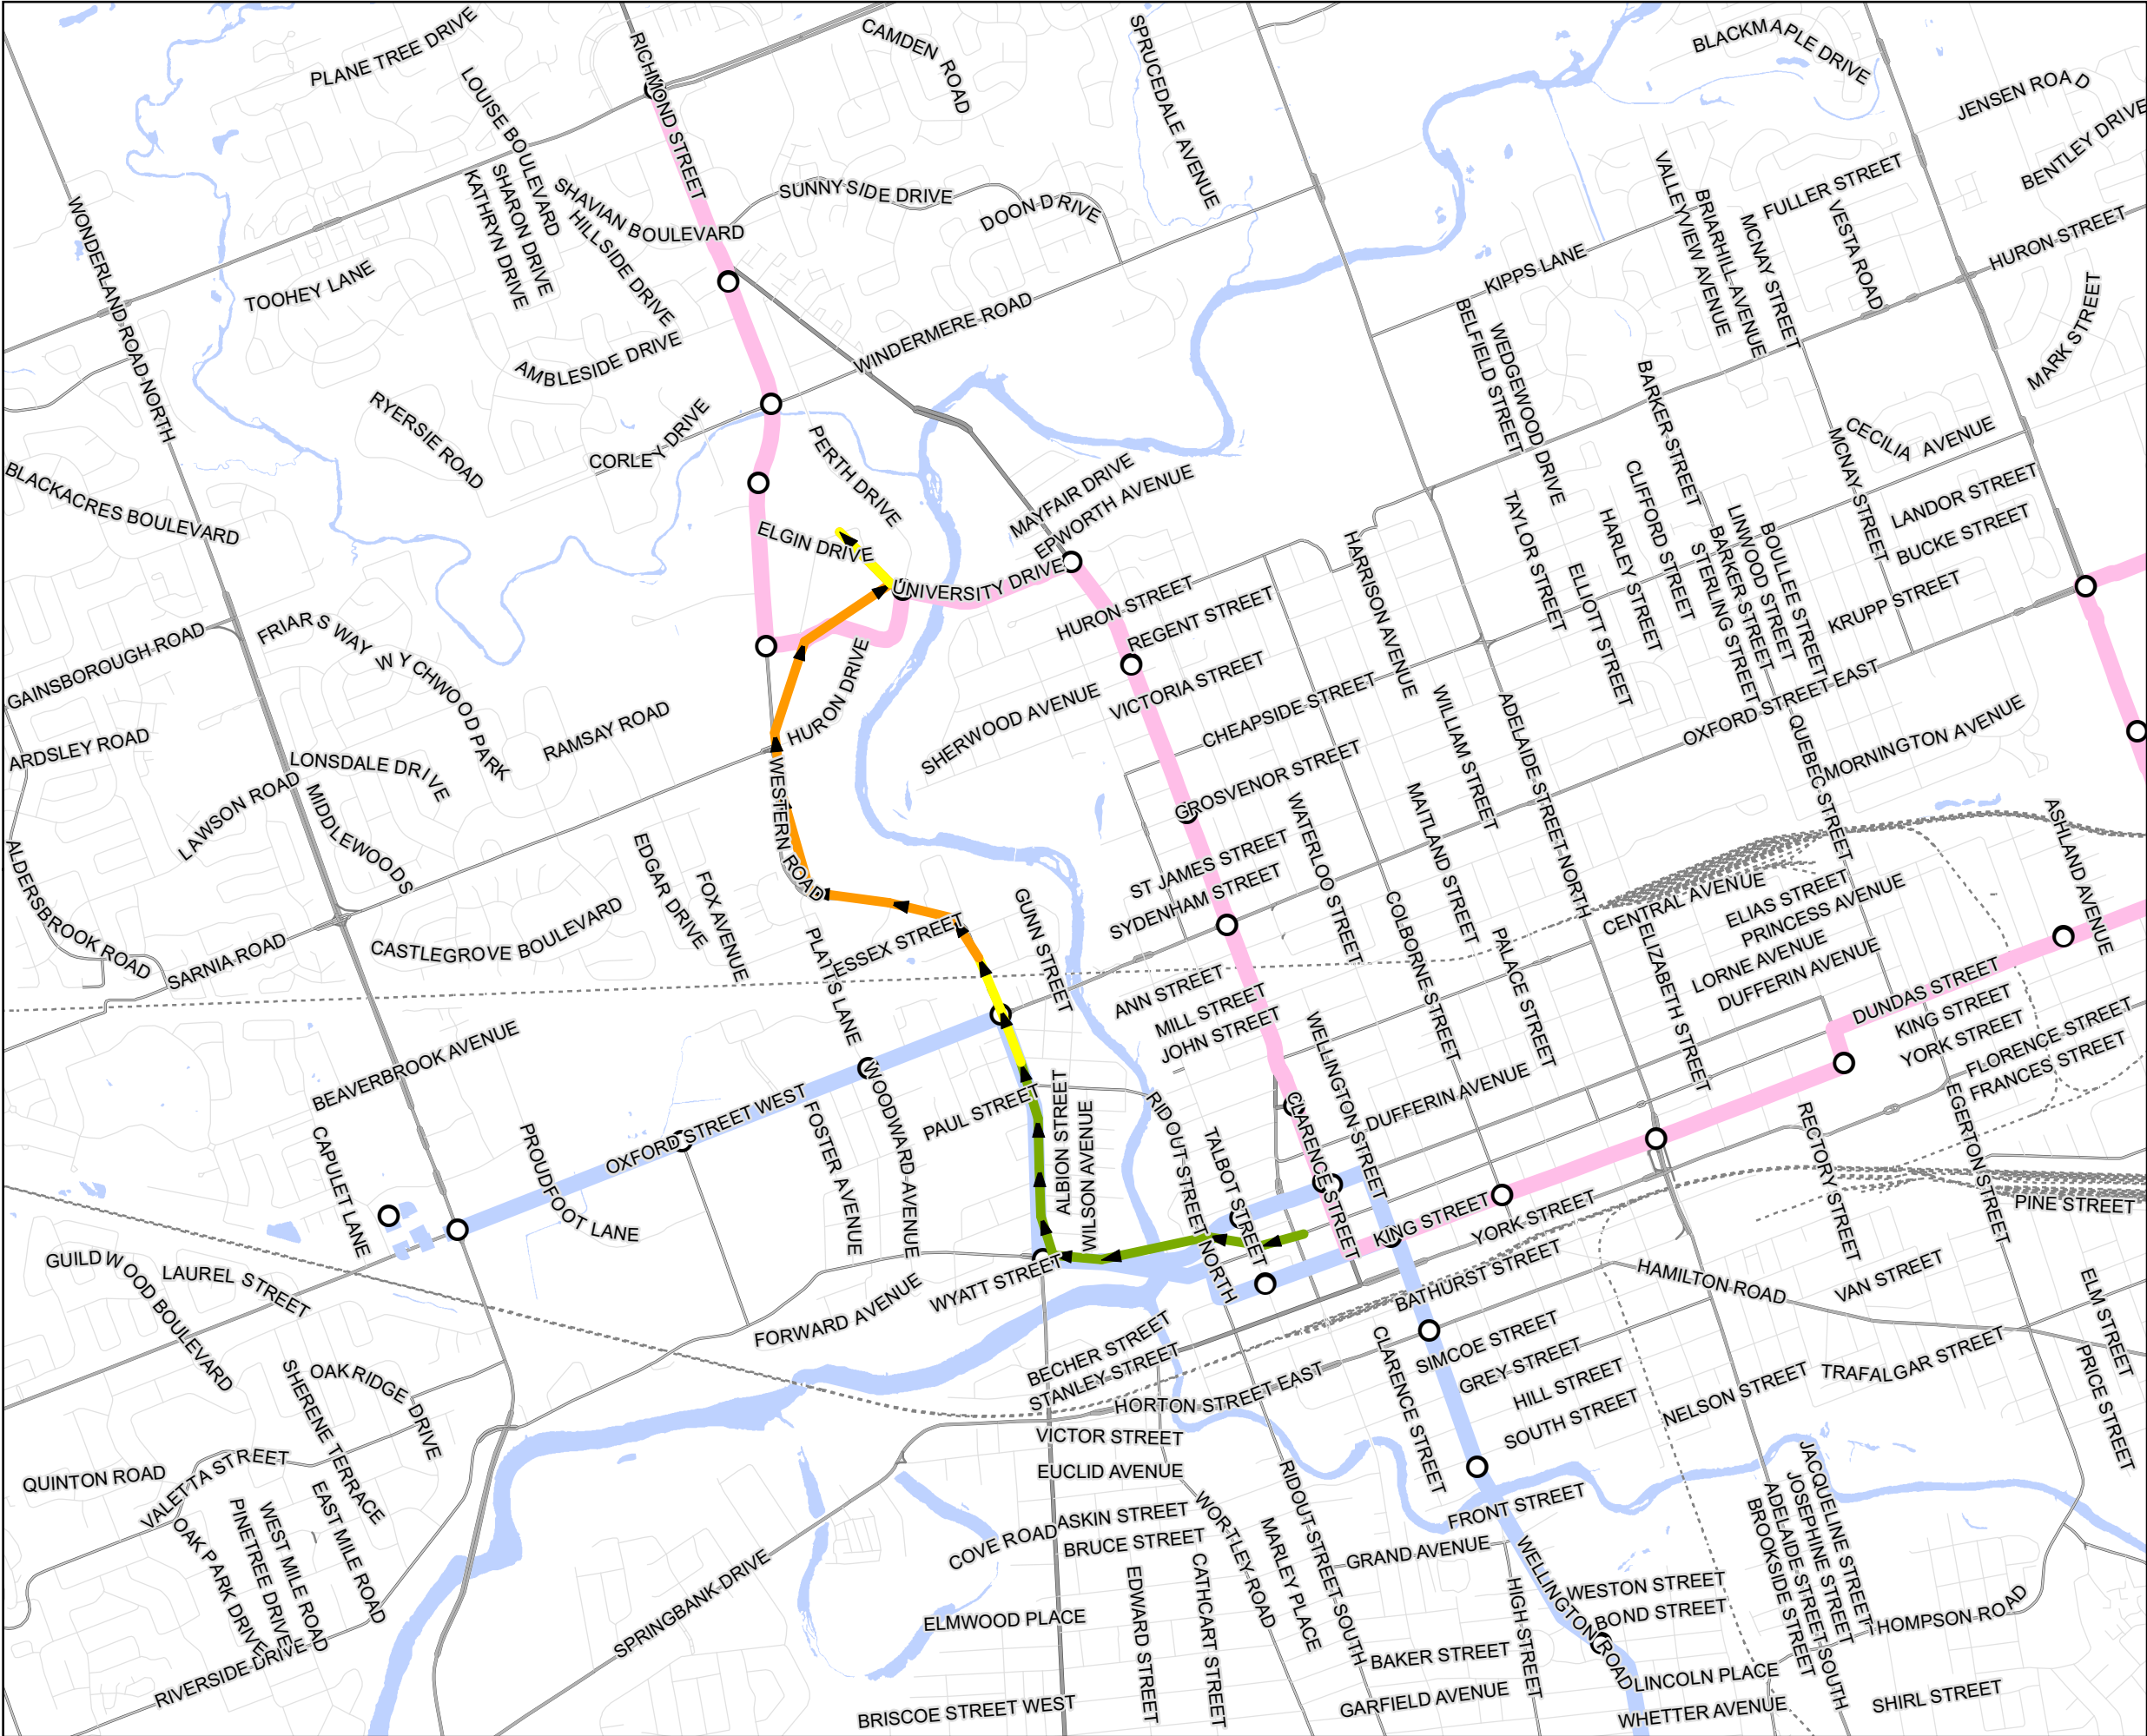 PLANE TREE DRIVE
RICHMOND STREET
CAMDEN ROAD
SPRUCEDALE AVENUE
BLACKMAPLE DRIVE
JENSEN ROAD
BENTLEY DRIVE
LOUISE BOULEVARD
SHARON DRIVE
KATHRYN DRIVE
SHAVIAN BOULEVARD
HILLSIDE DRIVE
SUNNYSIDE DRIVE
DOON DRIVE
VALLEYVIEW AVENUE
BRIARHILL AVENUE
MCNAY STREET
FULLER STREET
VESTA ROAD
HURON STREET
WONDERLAND ROAD NORTH
TOOHEY LANE
AMBLESIDE DRIVE
WINDERMERE ROAD
KIPPS LANE
BELFIELD STREET
WEDGEWOOD DRIVE
MARK STREET
RYERSIE ROAD
CORLEY DRIVE
PERTH DRIVE
BARKER STREET
MCNAY STREET
CECILIA AVENUE
BLACKACRES BOULEVARD
ELGIN DRIVE
MAYFAIR DRIVE
EPWORTH AVENUE
UNIVERSITY DRIVE
HARRISON AVENUE
TAYLOR STREET
CLIFFORD STREET
HARLEY STREET
ELLIOTT STREET
LINWOOD STREET
BOULLEE STREET
BARKER STREET
STERLING STREET
LANDOR STREET
BUCKE STREET
KRUPP STREET
GAINSBOROUGH ROAD
FRIARS WAY
WYCHWOOD PARK
HURON DRIVE
HURON STREET
REGENT STREET
VICTORIA STREET
SHERWOOD AVENUE
CHEAPSIDE STREET
WILLIAM STREET
ADELAIDE STREET NORTH
OXFORD STREET EAST
QUEBEC STREET
MORNINGTON AVENUE
ARDSLEY ROAD
LONSDALE DRIVE
LAWSON ROAD
MIDDLEWOODS
RAMSAY ROAD
WESTERN ROAD
GROSVENOR STREET
WATERLOO STREET
MAITLAND STREET
ASHLAND AVENUE
ALDERSBROOK ROAD
SARNIA ROAD
CASTLEGROVE BOULEVARD
EDGAR DRIVE
FOX AVENUE
PLATTS LANE
ESSEX STREET
GUNN STREET
ST JAMES STREET
SYDENHAM STREET
COLBORNE STREET
PALACE STREET
CENTRAL AVENUE
ELIAS STREET
PRINCESS AVENUE
LORNE AVENUE
DUFFERIN AVENUE
ELIZABETH STREET
DUNDAS STREET
KING STREET
YORK STREET
FLORENCE STREET
FRANCES STREET
ANN STREET
MILL STREET
JOHN STREET
WELLINGTON STREET
BEAVERBROOK AVENUE
CAPULET LANE
PROUDFOOT LANE
OXFORD STREET WEST
FOSTER AVENUE
WOODWARD AVENUE
PAUL STREET
ALBION STREET
WILSON AVENUE
RIDOUT STREET NORTH
TALBOT STREET
CLARENCE STREET
DUFFERIN AVENUE
KING STREET
YORK STREET
RECTORY STREET
EGERTON STREET
PINE STREET
GUILDWOOD BOULEVARD
LAUREL STREET
WYATT STREET
FORWARD AVENUE
BATHURST STREET
HAMILTON ROAD
VAN STREET
ELM STREET
PRICE STREET
OAKRIDGE DRIVE
SHERENE TERRACE
BECHER STREET
STANLEY STREET
HORTON STREET EAST
CLARENCE STREET
SIMCOE STREET
GREY STREET
HILL STREET
SOUTH STREET
NELSON STREET
TRAFALGAR STREET
QUINTON ROAD
VALETTA STREET
OAK PARK DRIVE
PINETREE DRIVE
WEST MILE ROAD
EAST MILE ROAD
RIVERSIDE DRIVE
SPRINGBANK DRIVE
VICTOR STREET
EUCLID AVENUE
COVE ROAD
ASKIN STREET
BRUCE STREET
WORTLEY ROAD
MARLEY PLACE
RIDOUT STREET SOUTH
FRONT STREET
GRAND AVENUE
WELLINGTON ROAD
HIGH STREET
WESTON STREET
BOND STREET
JACQUELINE STREET
JOSEPHINE STREET
ADELAIDE STREET SOUTH
BROOKSIDE STREET
THOMPSON ROAD
ELMWOOD PLACE
EDWARD STREET
CATHCART STREET
BAKER STREET
LINCOLN PLACE
BRISCOE STREET WEST
GARFIELD AVENUE
WHETTER AVENUE
SHIRL STREET